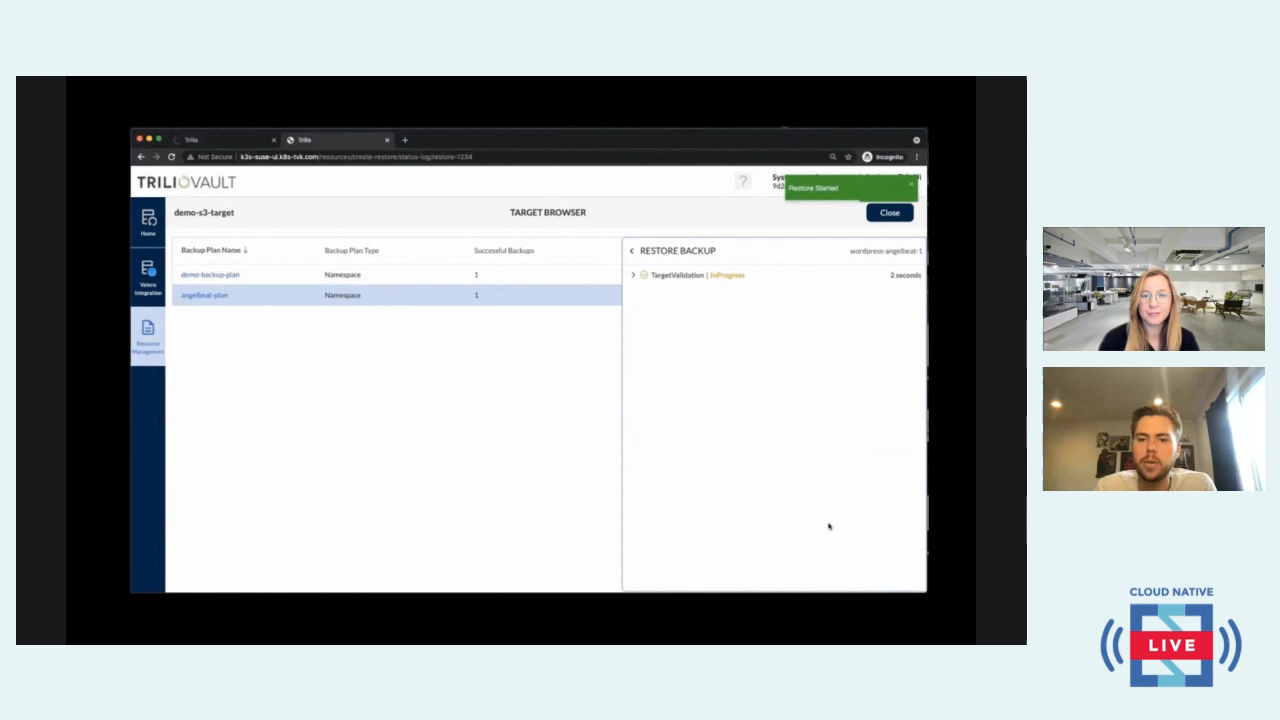 Trilio
Trilio
Not Secure | k3s-suse-ui.k8s-tvk.com/resources/create-restore/status-log/restore-1234
Incognito
TRILIOVAULT
?
Restore Started
demo-s3-target
TARGET BROWSER
Close
Home
Backup Plan Name ↓
Backup Plan Type
Successful Backups
RESTORE BACKUP
wordpress-angelbeat-1
demo-backup-plan
Namespace
1
TargetValidation | InProgress
2 seconds
Velero
Integration
angelbeat-plan
Namespace
1
Resource
Management
CLOUD NATIVE
LIVE